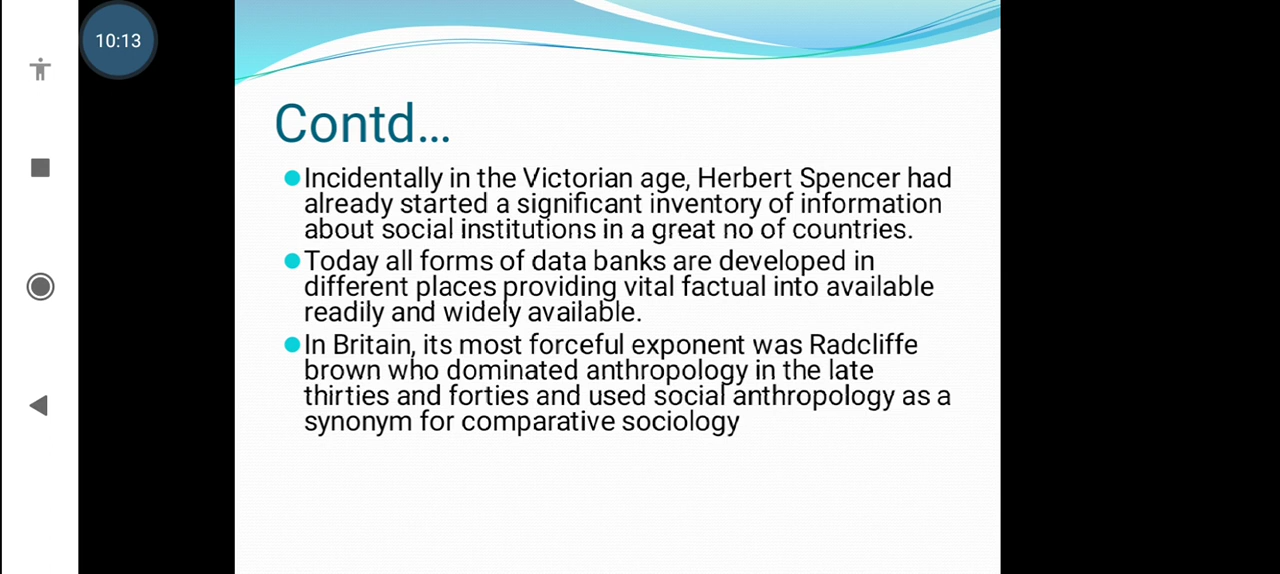 10:13
Contd...
Incidentally in the Victorian age, Herbert Spencer had
already started a significant inventory of information
about social institutions in a great no of countries.
Today all forms of data banks are developed in
different places providing vital factual into available
readily and widely available.
In Britain, its most forceful exponent was Radcliffe
brown who dominated anthropology in the late
thirties and forties and used social anthropology as a
synonym for comparative sociology